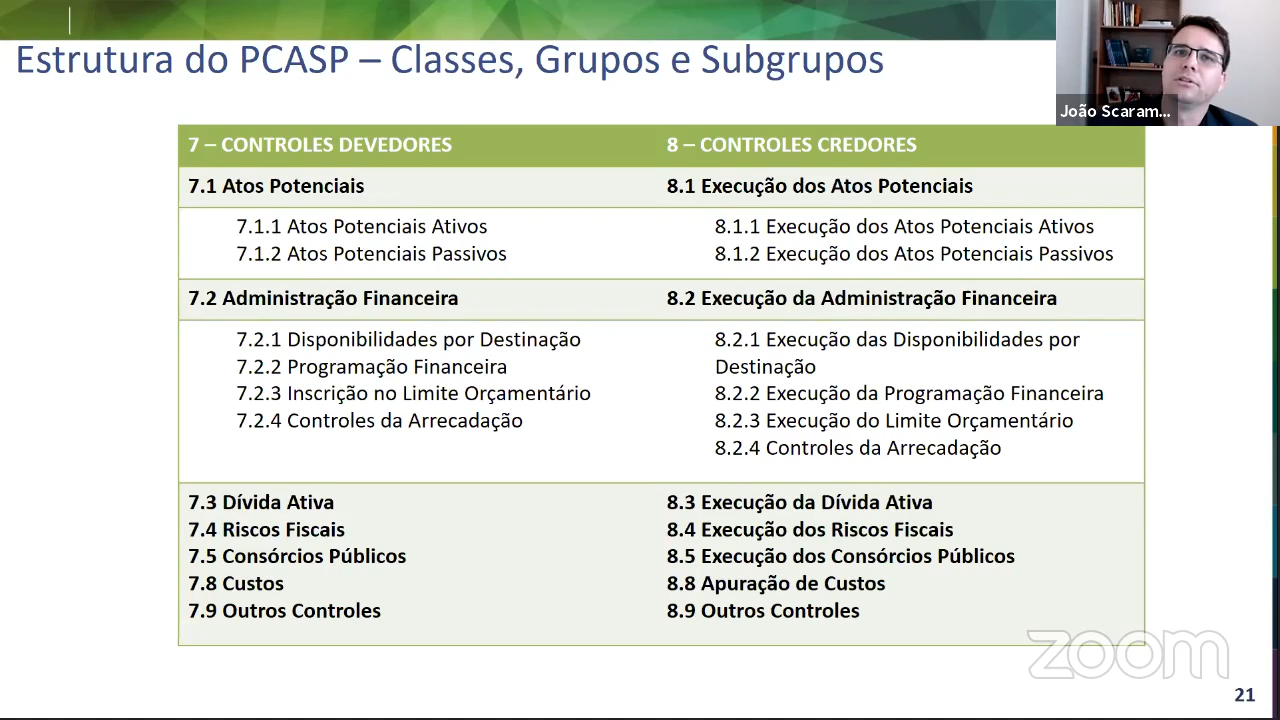 Estrutura do PCASP – Classes, Grupos e Subgrupos
João Scaram...
7 – CONTROLES DEVEDORES
8 – CONTROLES CREDORES
7.1 Atos Potenciais
8.1 Execução dos Atos Potenciais
7.1.1 Atos Potenciais Ativos
7.1.2 Atos Potenciais Passivos
8.1.1 Execução dos Atos Potenciais Ativos
8.1.2 Execução dos Atos Potenciais Passivos
7.2 Administração Financeira
8.2 Execução da Administração Financeira
7.2.1 Disponibilidades por Destinação
7.2.2 Programação Financeira
7.2.3 Inscrição no Limite Orçamentário
7.2.4 Controles da Arrecadação
8.2.1 Execução das Disponibilidades por
Destinação
8.2.2 Execução da Programação Financeira
8.2.3 Execução do Limite Orçamentário
8.2.4 Controles da Arrecadação
7.3 Dívida Ativa
7.4 Riscos Fiscais
7.5 Consórcios Públicos
7.8 Custos
7.9 Outros Controles
8.3 Execução da Dívida Ativa
8.4 Execução dos Riscos Fiscais
8.5 Execução dos Consórcios Públicos
8.8 Apuração de Custos
8.9 Outros Controles
zoom
21